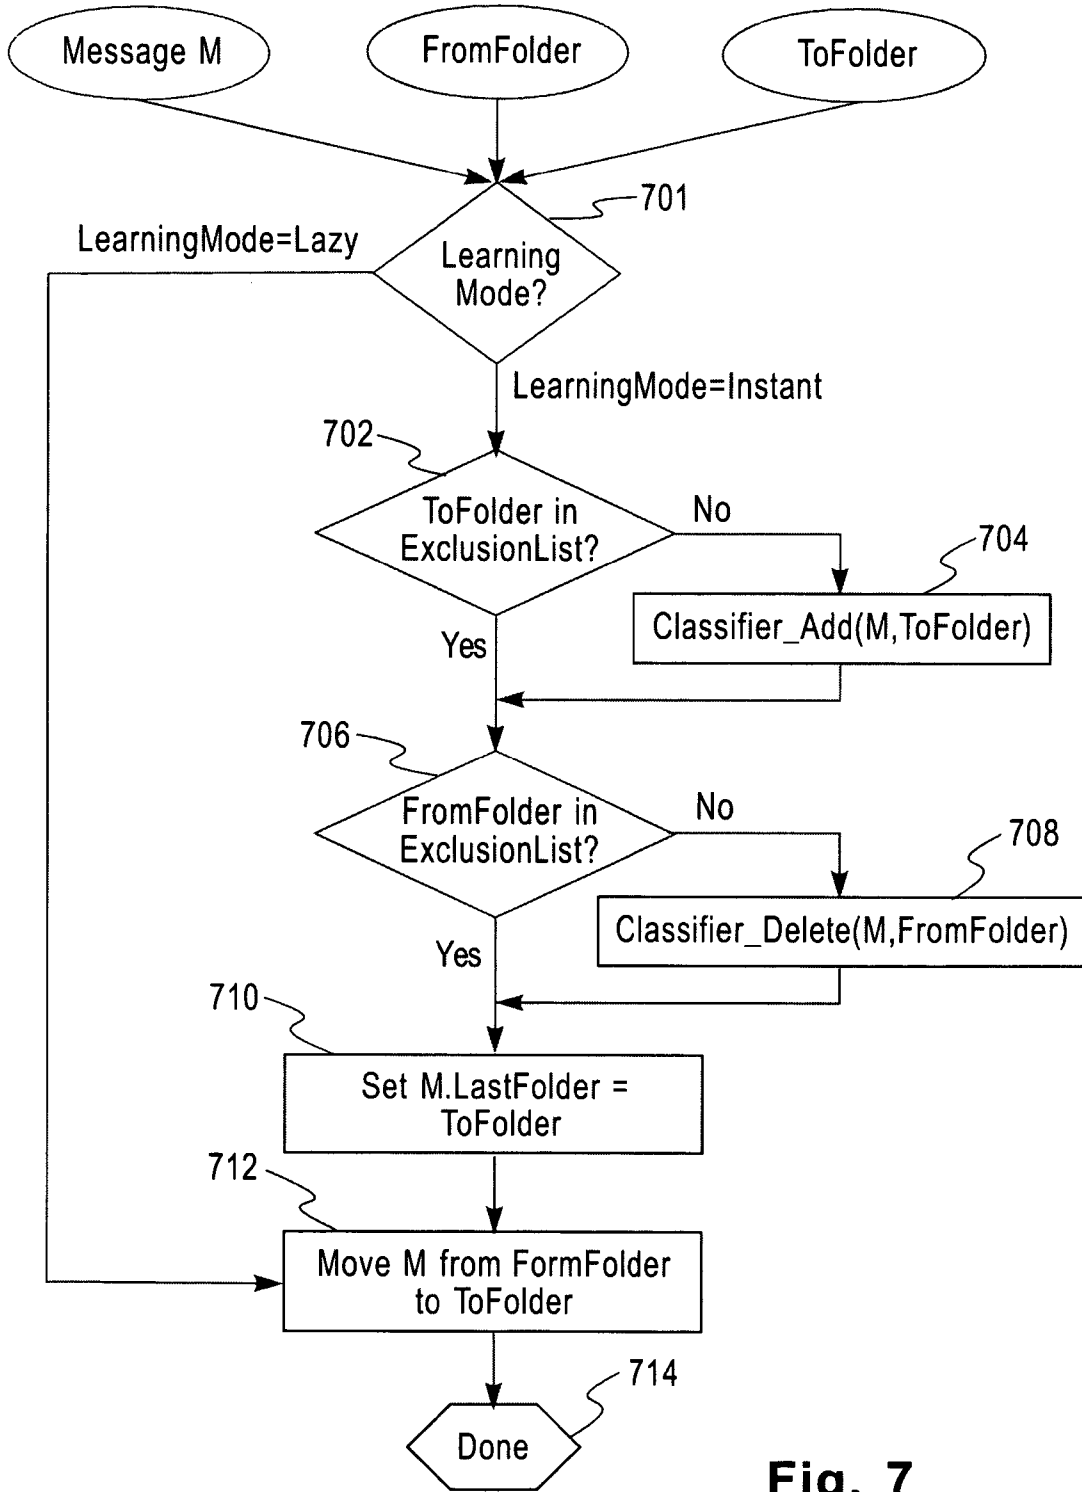 Message M
FromFolder
ToFolder
701
LearningMode=Lazy
Learning
Mode?
LearningMode=Instant
702
ToFolder in
ExclusionList?
No
704
Classifier_Add(M,ToFolder)
Yes
706
FromFolder in
ExclusionList?
No
708
Classifier_Delete(M,FromFolder)
Yes
710
Set M.LastFolder =
ToFolder
712
Move M from FormFolder
to ToFolder
714
Done
Fig. 7